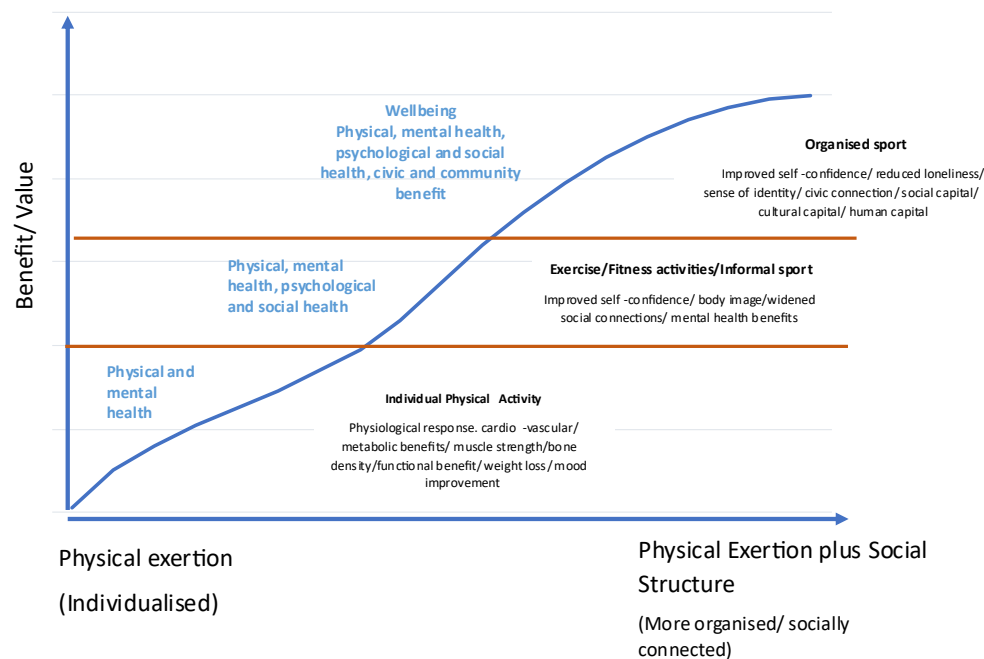 Benefit/ Value
Wellbeing
Physical, mental health,
psychological and social
health, civic and community
benefit
Organised sport
Improved self -confidence/ reduced loneliness/
sense of identity/ civic connection/ social capital/
cultural capital/ human capital
Physical, mental
health, psychological
and social health
Exercise/Fitness activities/Informal sport
Improved self -confidence/ body image/widened
social connections/ mental health benefits
Physical and
mental
health
Individual Physical Activity
Physiological response. cardio -vascular/
metabolic benefits/ muscle strength/bone
density/functional benefit/ weight loss/ mood
improvement
Physical exertion
(Individualised)
Physical Exertion plus Social
Structure
(More organised/ socially
connected)